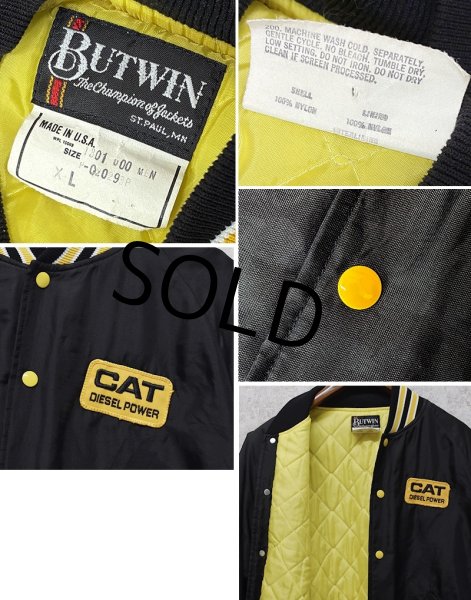 BUTWIN
The Champion of Jackets
ST. PAUL, MN
MADE IN U.S.A.
SIZE
X-L
200. MACHINE WASH COLD, SEPARATELY,
GENTLE CYCLE, NO BLEACH. TUMBLE DRY,
LOW SETTING, DO NOT IRON. DO NOT DRY
CLEAN IF SCREEN PROCESSED.
SHELL
100% NYLON
LINING
100% NYLON
SOLD
CAT
DIESEL POWER
BUTWIN
CAT
DIESEL POWER